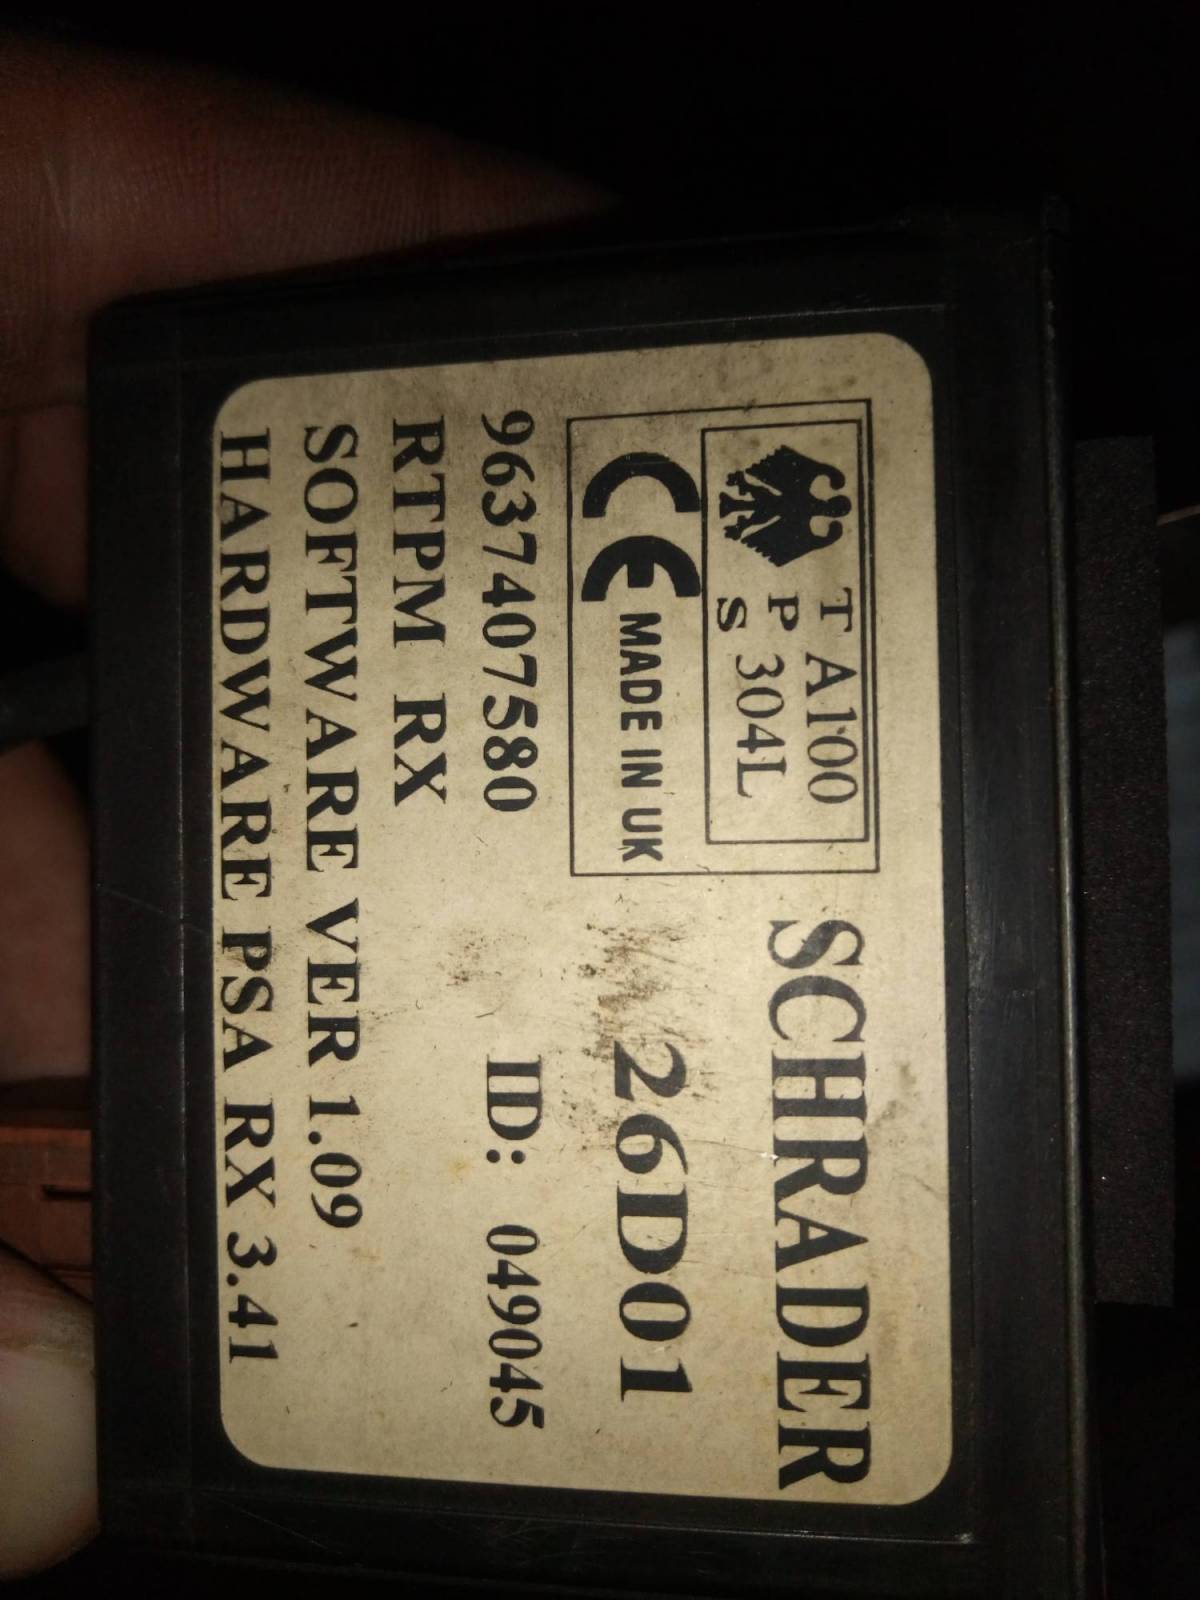 T A100
P
S 304L
CE MADE IN UK
SCHRADER
26D01
9637407580 ID: 049045
RTPM RX
SOFTWARE VER 1.09
HARDWARE PSA RX 3.41